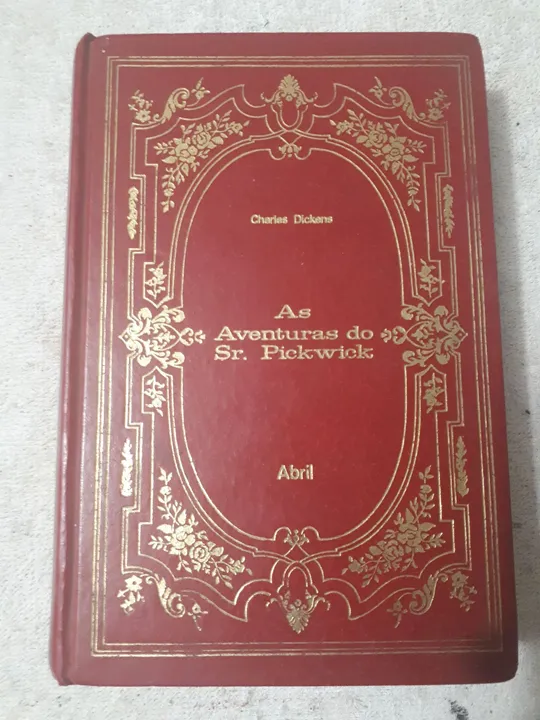 Charles Dickens
As
Aventuras do
Sr. Pickwick
Abril